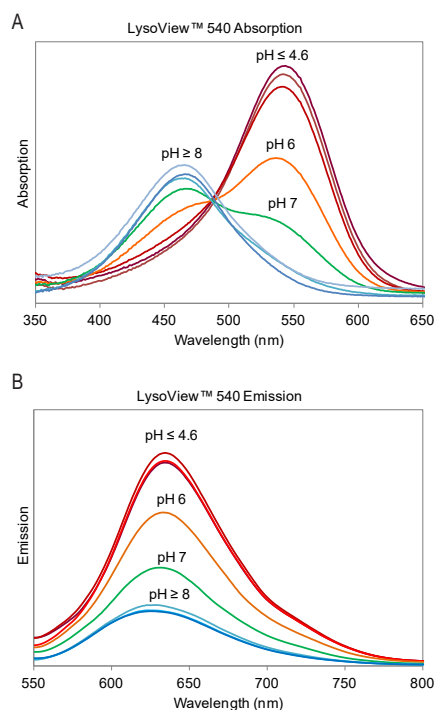 A
LysoView™ 540 Absorption
pH ≤ 4.6
pH ≥ 8
pH 6
pH 7
Absorption
350 400 450 500 550 600 650
Wavelength (nm)
B
LysoView™ 540 Emission
pH ≤ 4.6
pH 6
pH 7
pH ≥ 8
Emission
550 600 650 700 750 800
Wavelength (nm)